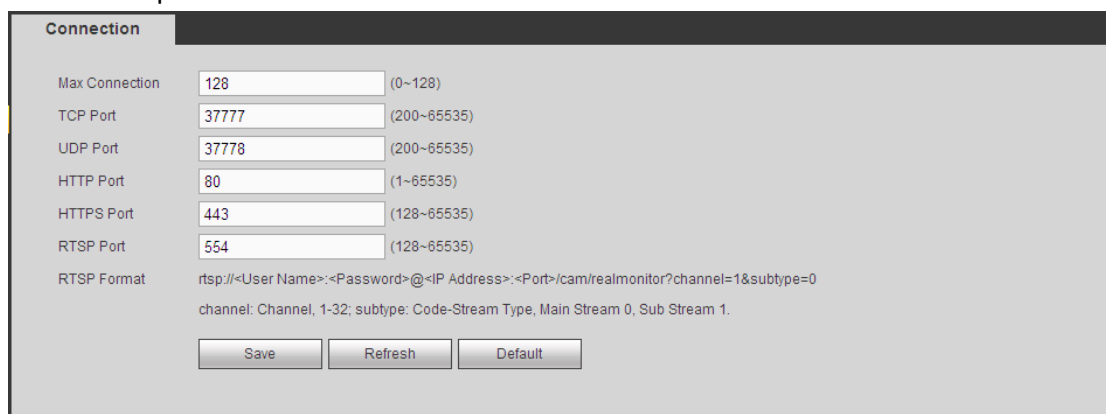 Connection
Max Connection 128 (0~128)
TCP Port 37777 (200~65535)
UDP Port 37778 (200~65535)
HTTP Port 80 (1~65535)
HTTPS Port 443 (128~65535)
RTSP Port 554 (128~65535)
RTSP Format rtsp://<User Name>:<Password>@<IP Address>:<Port>/cam/realmonitor?channel=1&subtype=0
channel: Channel, 1-32; subtype: Code-Stream Type, Main Stream 0, Sub Stream 1.
Save Refresh Default